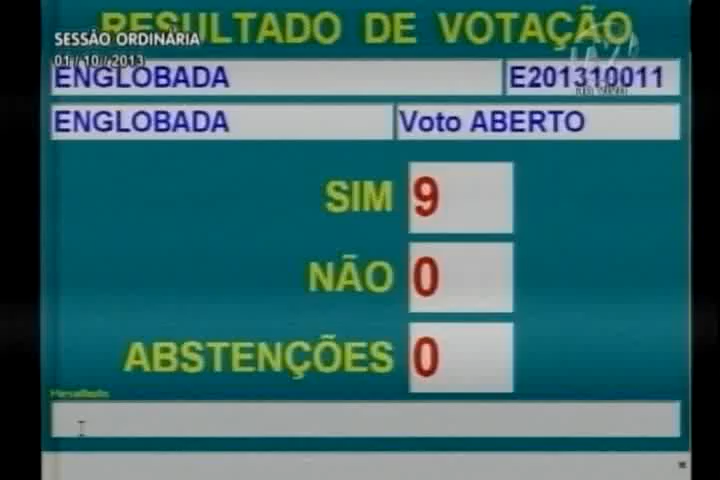 RESULTADO DE VOTAÇÃO
SESSÃO ORDINÁRIA
01/10/2013
ENGLOBADA E201310011
ENGLOBADA Voto ABERTO
SIM 9
NÃO 0
ABSTENÇÕES 0
Resultado